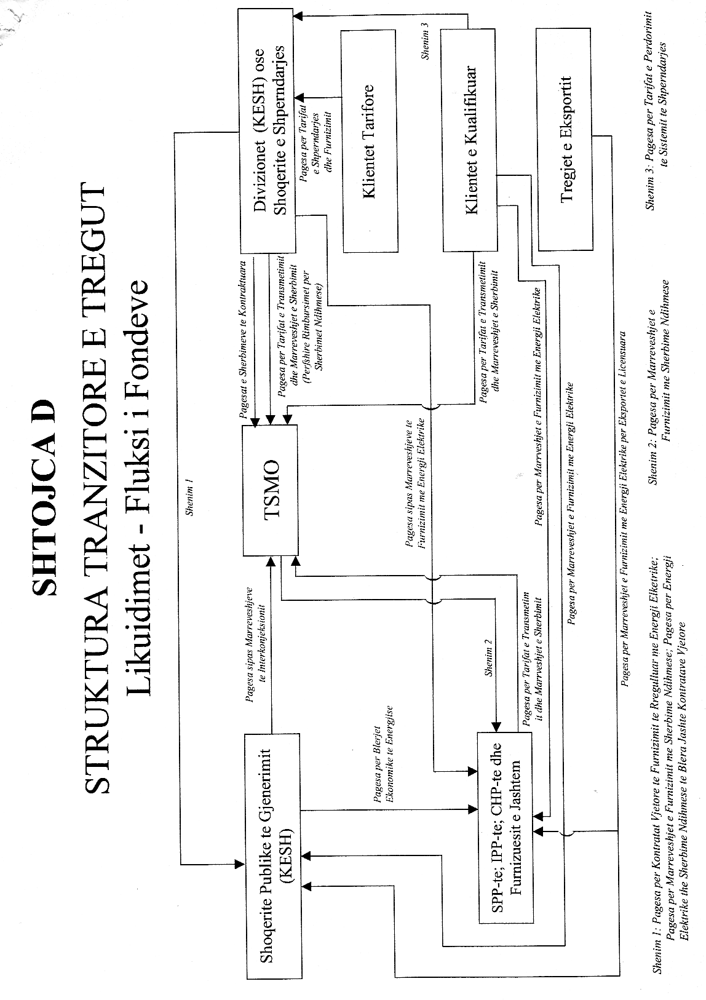 SHTOJCA D
STRUKTURA TRANZITORE E TREGUT
Likuidimet - Fluksi i Fondeve
Shenim 1
Shoqerite Publike te Gjenerimit
(KESH)
Pagesa sipas Marreveshjeve
te Interkonjeksionit
TSMO
Pagesat e Sherbimeve te Kontraktuara
Pagesa per Tarifat e Transmetimit
dhe Marreveshjet e Sherbimit
(Perfshire Rimbursimet per
Sherbimet Ndihmese)
Divizionet (KESH) ose
Shoqerite e Shperndarjes
Pagesa per Tarifat
e Shperndarjes
dhe Furnizimit
Klientet Tarifore
Pagesa per Blerjet
Ekonomike te Energjise
Pagesa sipas Marreveshjeve te
Furnizimit me Energji Elektrike
Shenim 3
Klientet e Kualifikuar
Pagesa per Tarifat e Transmetimit
dhe Marreveshjet e Sherbimit
Shenim 2
SPP-te; IPP-te; CHP-te dhe
Furnizuesit e Jashtem
Pagesa per Tarifat e Transmetim
it dhe Marrveshjet e Sherbimit
Pagesa per Marrveshjet e Furnizimit me Energji Elektrike
Tregjet e Eksportit
Pagesa per Marreveshjet e Furnizimit me Energji Elektrike
Pagesa per Marreveshjet e Furnizimit me Energji Elektrike per Eksportet e Licensuara
Shenim 1: Pagesa per Kontratat Vjetore te Furnizimit te Rregulluar me Energji Elketrike;
Pagesa per Marreveshjet e Furnizimit me Sherbime Ndihmese; Pagesa per Energji
Elektrike the Sherbime Ndihmese te Blera Jashte Kontratave Vjetore
Shenim 2: Pagesa per Marreveshjet e
Furnizimit me Sherbime Ndihmese
Shenim 3: Pagesa per Tarifat e Perdorimit
te Sistemit te Shperndarjes